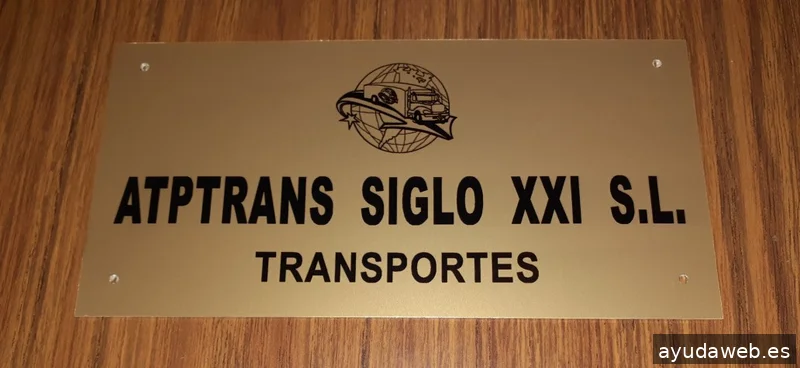 ATPTRANS SIGLO XXI S.L.
TRANSPORTES
ayudaweb.es